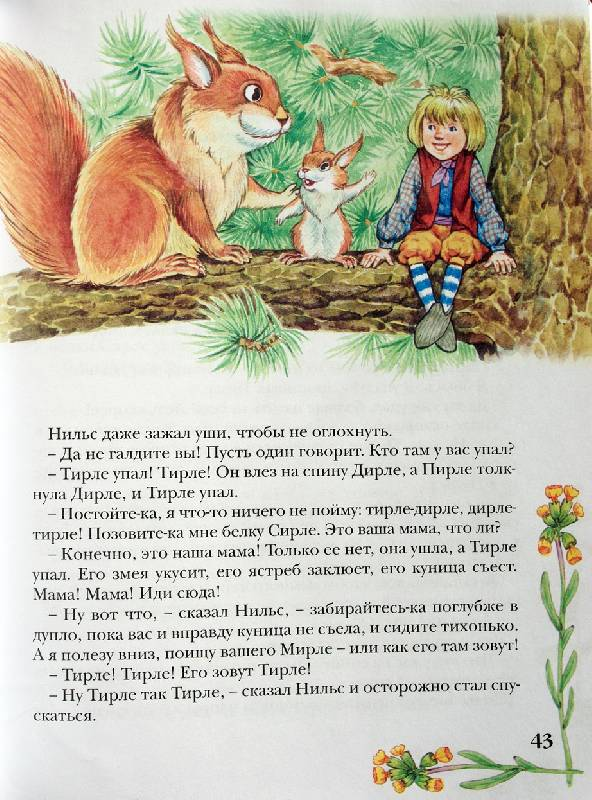 Нильс даже зажал уши, чтобы не оглохнуть.
– Да не галдите вы! Пусть один говорит. Кто там у вас упал?
– Тирле упал! Тирле! Он влез на спину Дирле, а Пирле толк-
нула Дирле, и Тирле упал.
– Постойте-ка, я что-то ничего не пойму: тирле-дирле, дирле-
тирле! Позовите-ка мне белку Сирле. Это ваша мама, что ли?
– Конечно, это наша мама! Только ее нет, она ушла, а Тирле
упал. Его змея укусит, его ястреб заклюет, его куница съест.
Мама! Мама! Иди сюда!
– Ну вот что, – сказал Нильс, – забирайтесь-ка поглубже в
дупло, пока вас и вправду куница не съела, и сидите тихонько.
А я полезу вниз, поищу вашего Мирле – или как его там зовут!
– Тирле! Тирле! Его зовут Тирле!
– Ну Тирле так Тирле, – сказал Нильс и осторожно стал спу-
скаться.
43